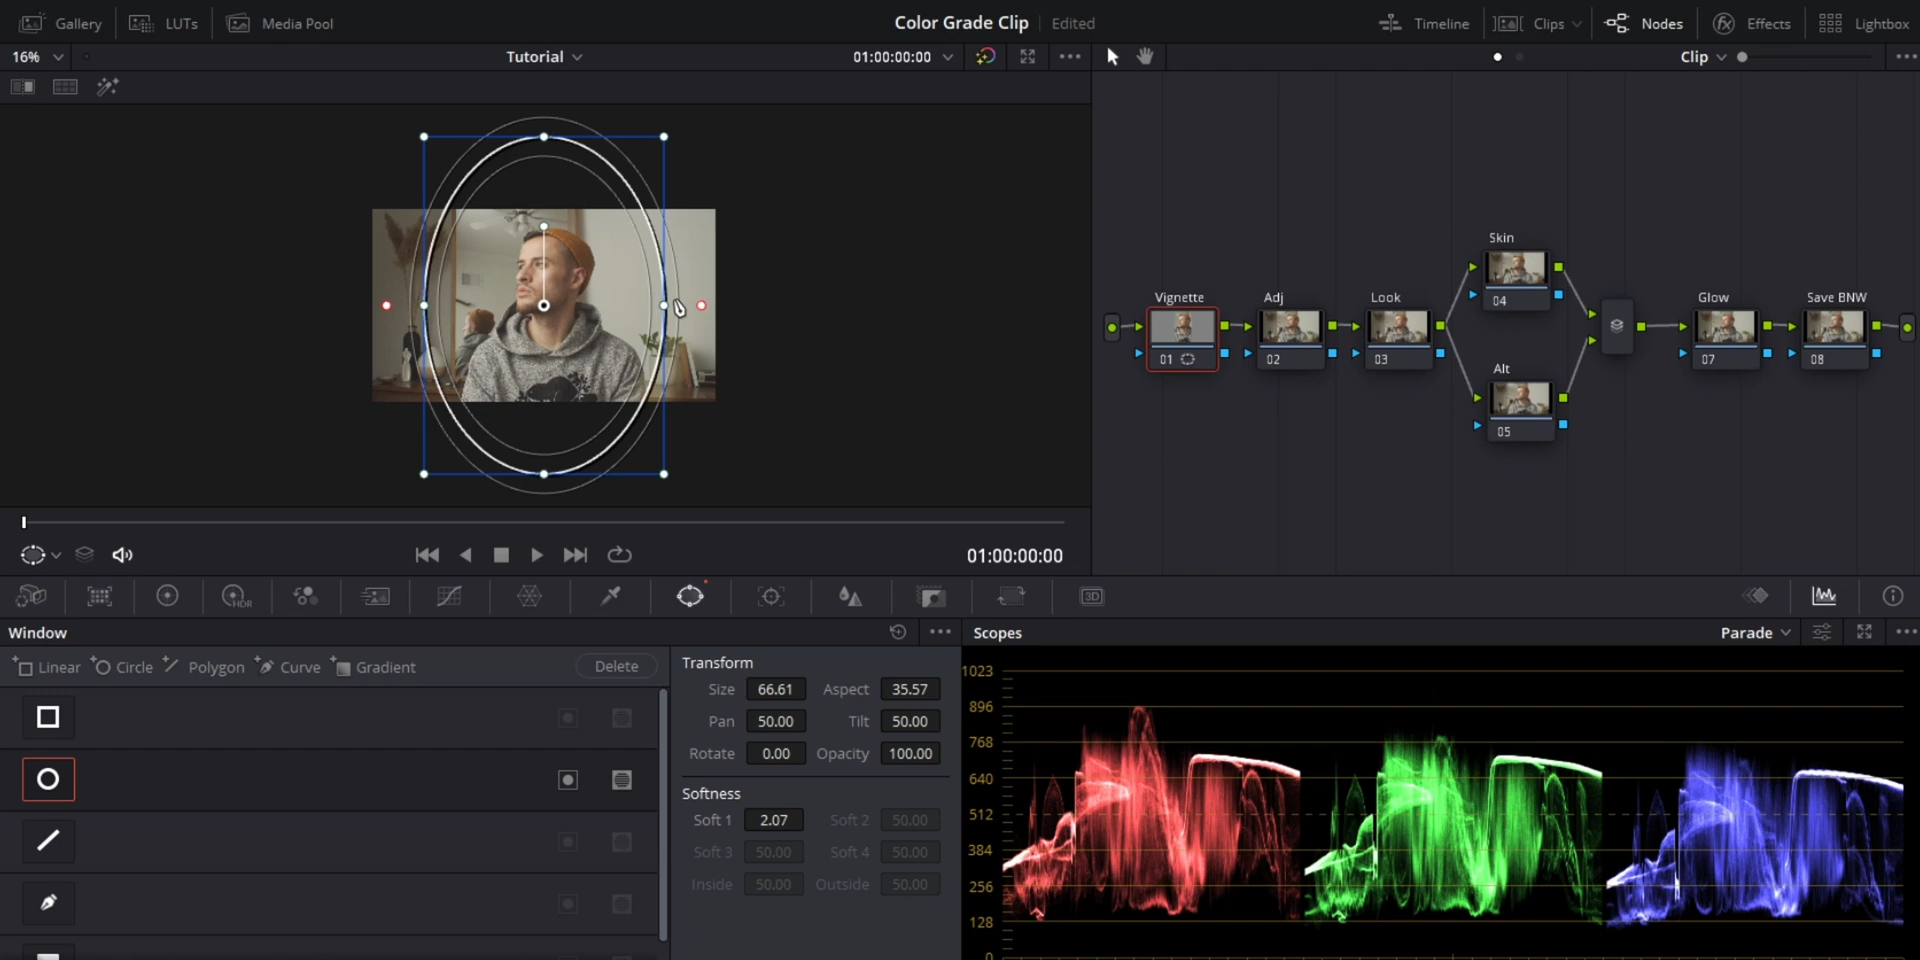 Gallery LUTs Media Pool Color Grade Clip Edited Timeline Clips Nodes Effects Lightbox
16% Tutorial 01:00:00:00 Clip
Skin
04
Vignette Adj Look Glow Save BNW
01 02 03 07 08
Alt
05
01:00:00:00
HDR 3D
Window Scopes Parade
Linear Circle Polygon Curve Gradient Delete
Transform
Size 66.61 Aspect 35.57
Pan 50.00 Tilt 50.00
Rotate 0.00 Opacity 100.00
Softness
Soft 1 2.07 Soft 2 50.00
Soft 3 50.00 Soft 4 50.00
Inside 50.00 Outside 50.00
1023
896
768
640
512
384
256
128
0